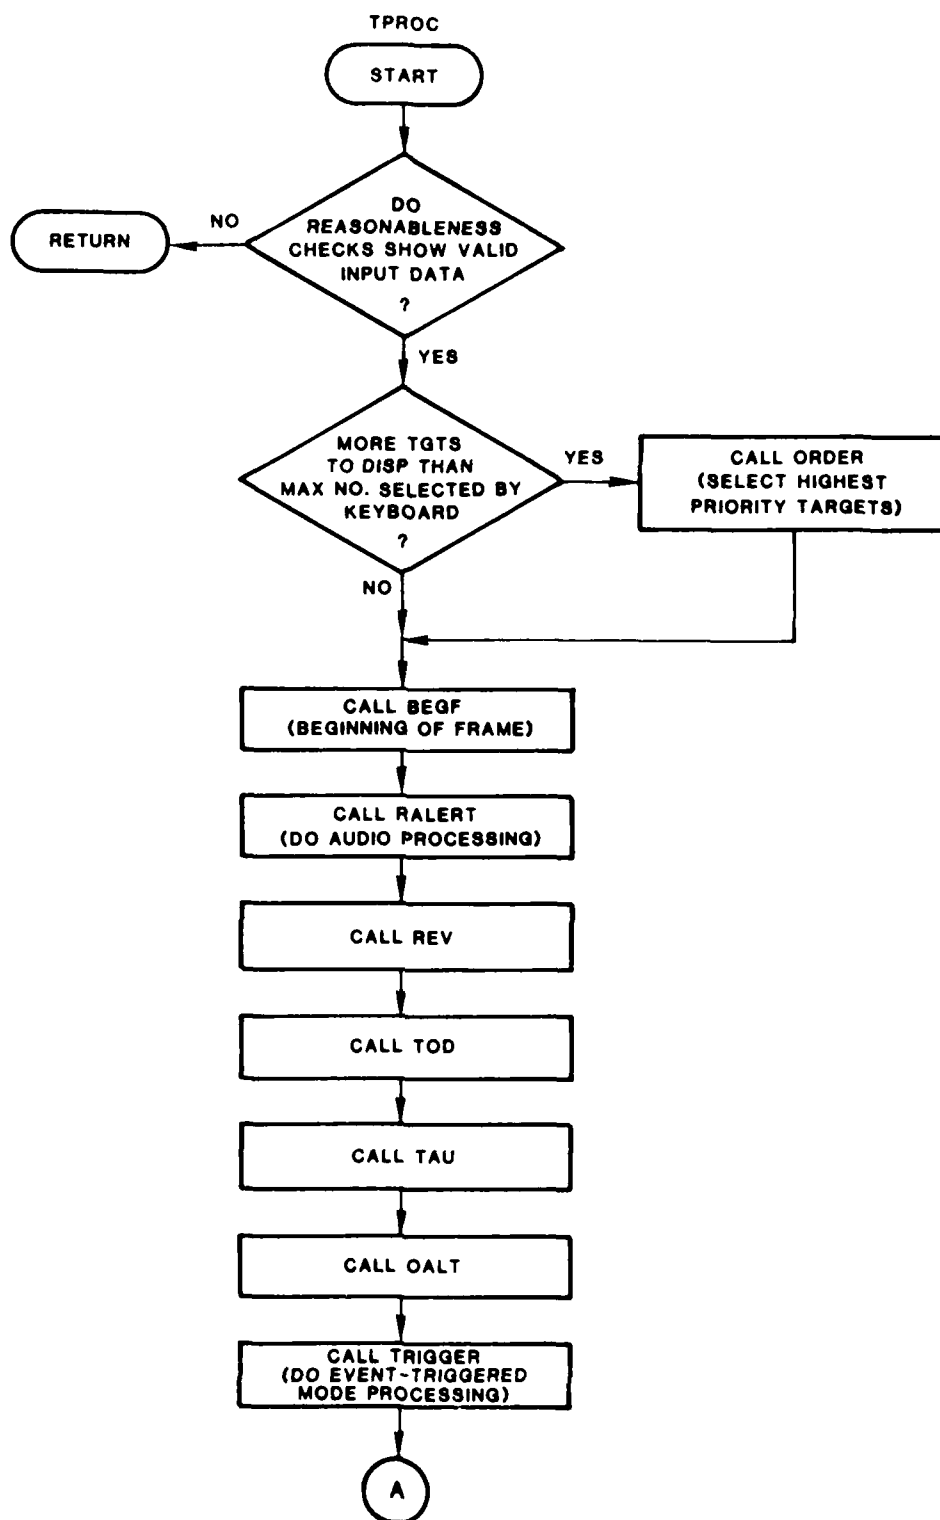 TPROC
START
DO
REASONABLENESS
CHECKS SHOW VALID
INPUT DATA
?
NO
RETURN
YES
MORE TGTS
TO DISP THAN
MAX NO. SELECTED BY
KEYBOARD
?
YES
CALL ORDER
(SELECT HIGHEST
PRIORITY TARGETS)
NO
CALL BEGF
(BEGINNING OF FRAME)
CALL RALERT
(DO AUDIO PROCESSING)
CALL REV
CALL TOD
CALL TAU
CALL OALT
CALL TRIGGER
(DO EVENT-TRIGGERED
MODE PROCESSING)
A